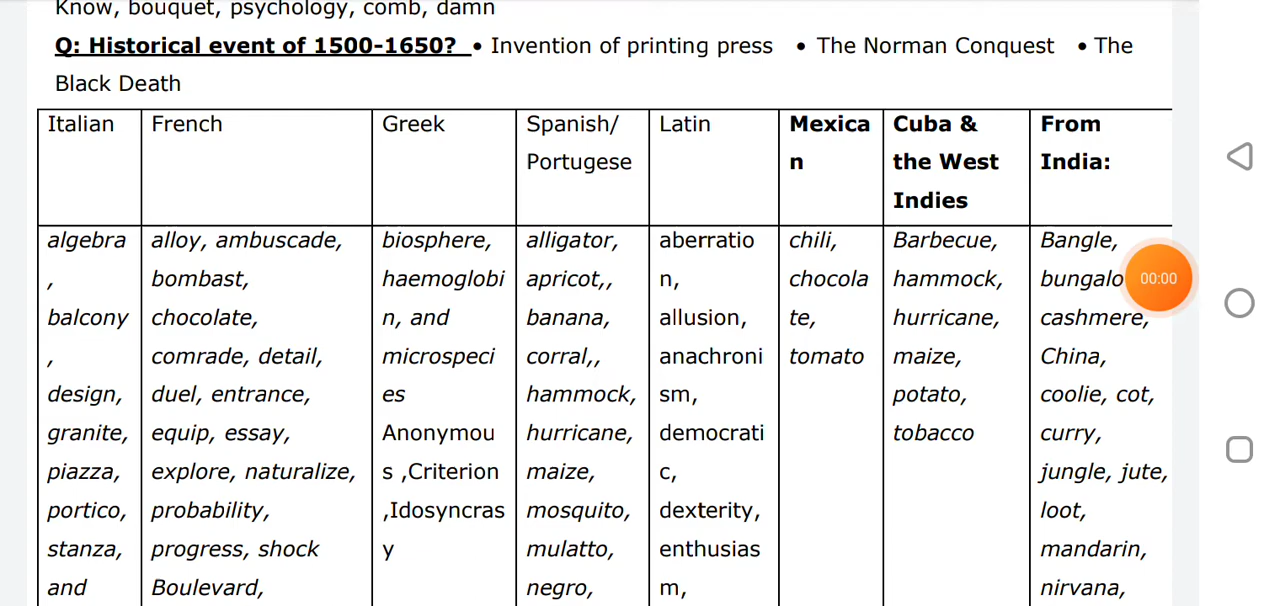 Know, bouquet, psychology, comb, damn
Q: Historical event of 1500-1650? • Invention of printing press • The Norman Conquest • The
Black Death
Italian
French
Greek
Spanish/
Portugese
Latin
Mexica
n
Cuba &
the West
Indies
From
India:
algebra
,
balcony
,
design,
granite,
piazza,
portico,
stanza,
and
alloy, ambuscade,
bombast,
chocolate,
comrade, detail,
duel, entrance,
equip, essay,
explore, naturalize,
probability,
progress, shock
Boulevard,
biosphere,
haemoglobi
n, and
microspeci
es
Anonymou
s ,Criterion
,Idosyncras
y
alligator,
apricot,,
banana,
corral,,
hammock,
hurricane,
maize,
mosquito,
mulatto,
negro,
aberratio
n,
allusion,
anachroni
sm,
democrati
c,
dexterity,
enthusias
m,
chili,
chocola
te,
tomato
Barbecue,
hammock,
hurricane,
maize,
potato,
tobacco
Bangle,
bungalo
cashmere,
China,
coolie, cot,
curry,
jungle, jute,
loot,
mandarin,
nirvana,
00:00